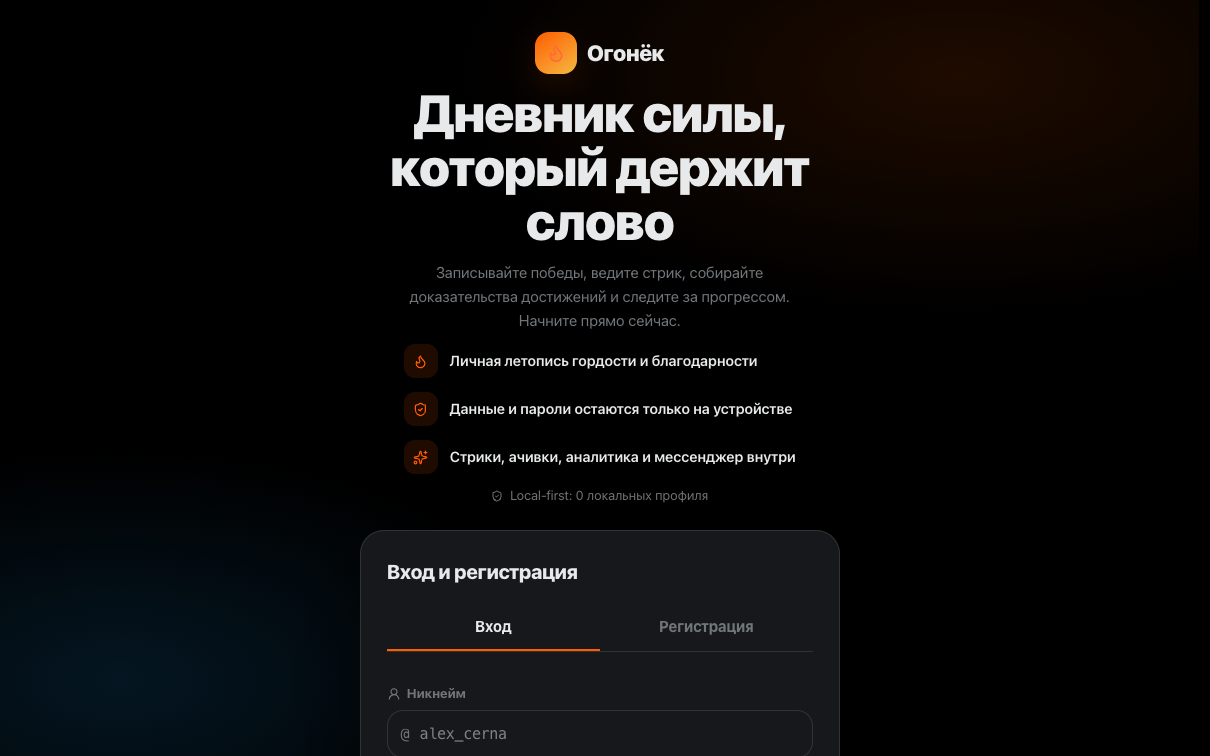 Огонёк
Дневник силы,
который держит
слово
Записывайте победы, ведите стрик, собирайте
доказательства достижений и следите за прогрессом.
Начните прямо сейчас.
Личная летопись гордости и благодарности
Данные и пароли остаются только на устройстве
Стрики, ачивки, аналитика и мессенджер внутри
Local-first: 0 локальных профиля
Вход и регистрация
Вход
Регистрация
Никнейм
@ alex_cerna